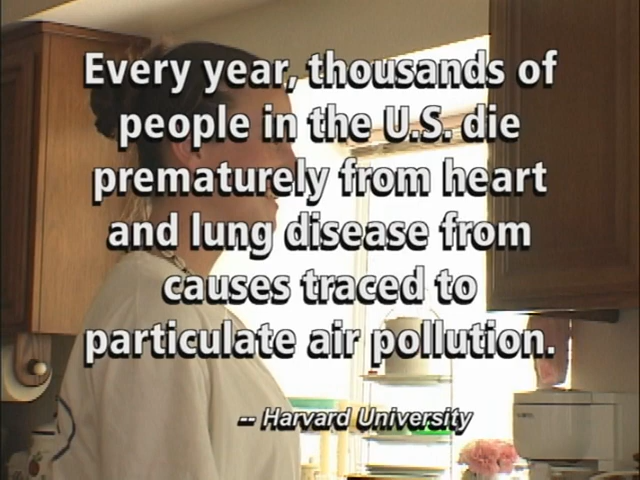 Every year, thousands of
people in the U.S. die
prematurely from heart
and lung disease from
causes traced to
particulate air pollution.
-- Harvard University